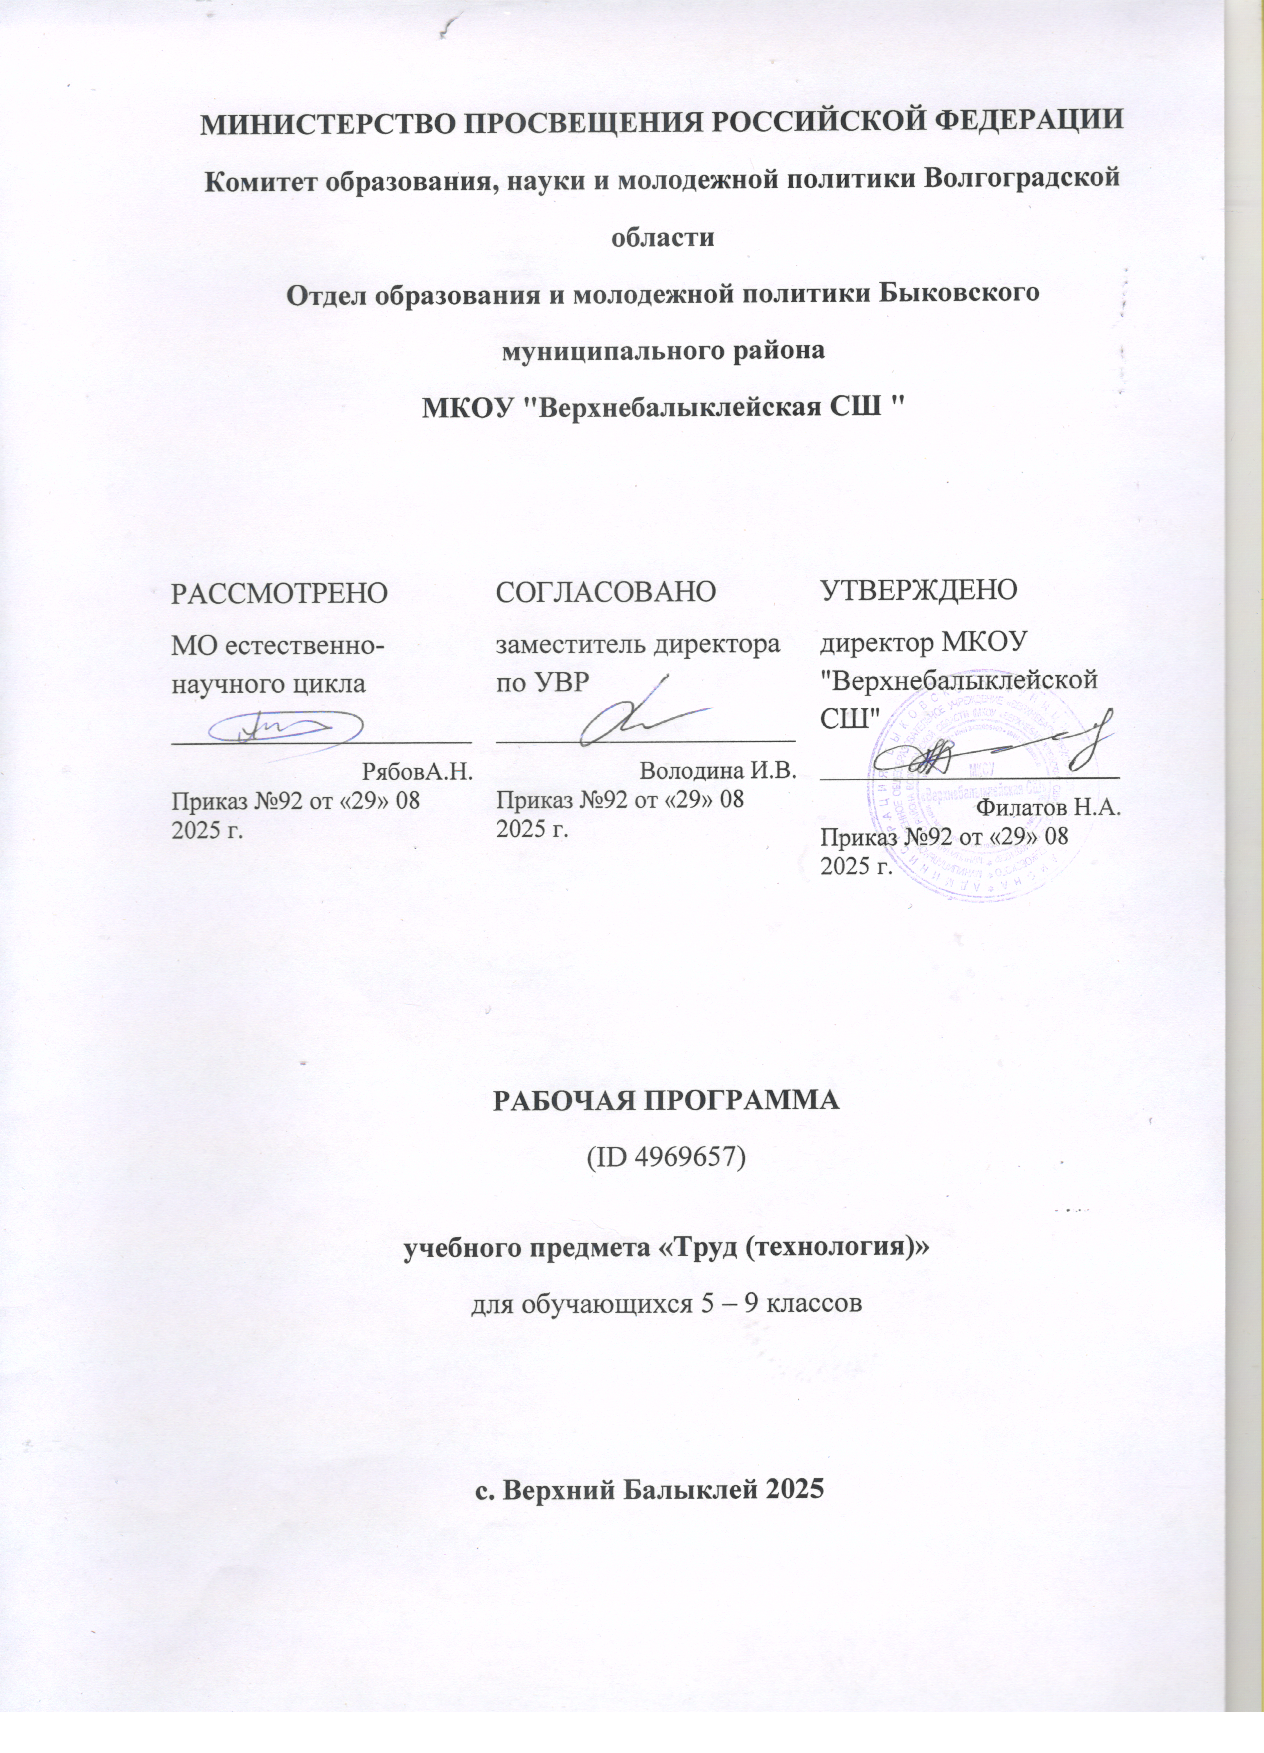 МИНИСТЕРСТВО ПРОСВЕЩЕНИЯ РОССИЙСКОЙ ФЕДЕРАЦИИ
Комитет образования, науки и молодежной политики Волгоградской
области
Отдел образования и молодежной политики Быковского
муниципального района
МКОУ "Верхнебалыклейская СШ "
РАССМОТРЕНО
МО естественно-
научного цикла
РябовА.Н.
Приказ №92 от «29» 08
2025 г.
СОГЛАСОВАНО
заместитель директора
по УВР
Володина И.В.
Приказ №92 от «29» 08
2025 г.
УТВЕРЖДЕНО
директор МКОУ
"Верхнебалыклейской
СШ"
Филатов Н.А.
Приказ №92 от «29» 08
2025 г.
РАБОЧАЯ ПРОГРАММА
(ID 4969657)
учебного предмета «Труд (технология)»
для обучающихся 5 – 9 классов
с. Верхний Балыклей 2025